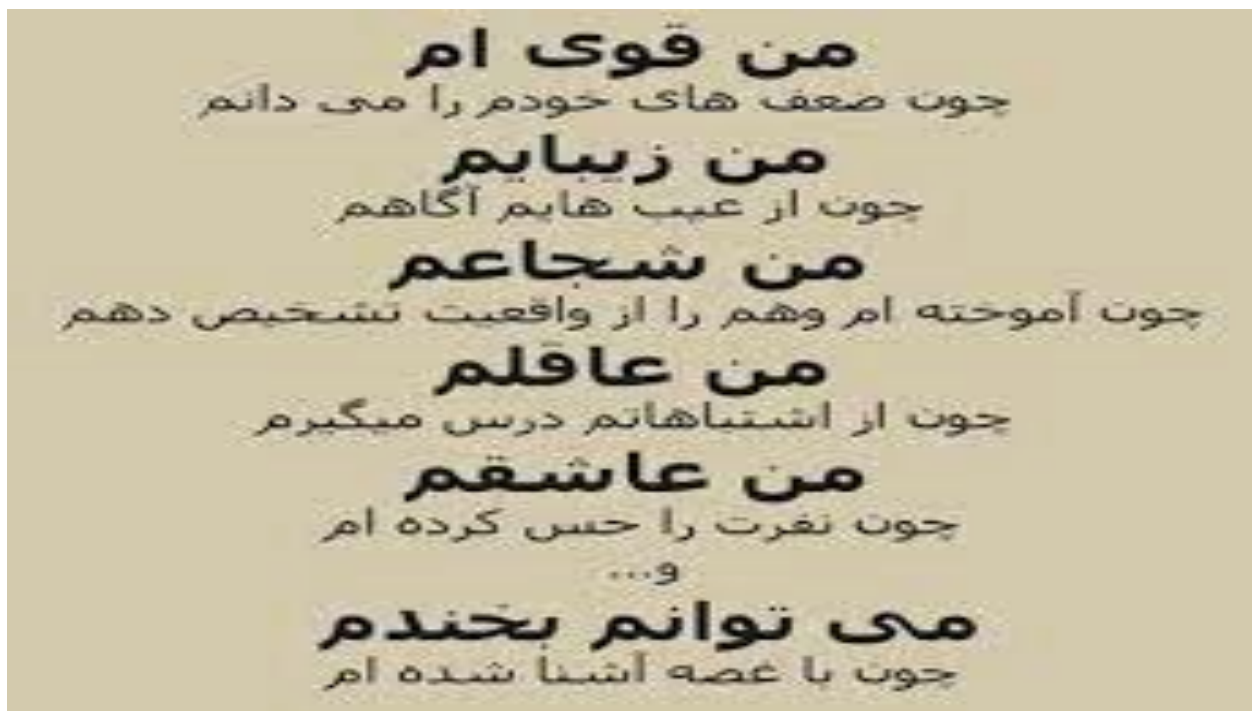 من قوی ام
چون ضعف های خودم را می دانم
من زیبایم
چون از عیب هایم آگاهم
من شجاعم
چون آموخته ام وهم را از واقعیت تشخیص دهم
من عاقلم
چون از اشتباهاتم درس میگیرم
من عاشقم
چون نفرت را حس کرده ام
و...
می توانم بخندم
چون با غصه آشنا شده ام